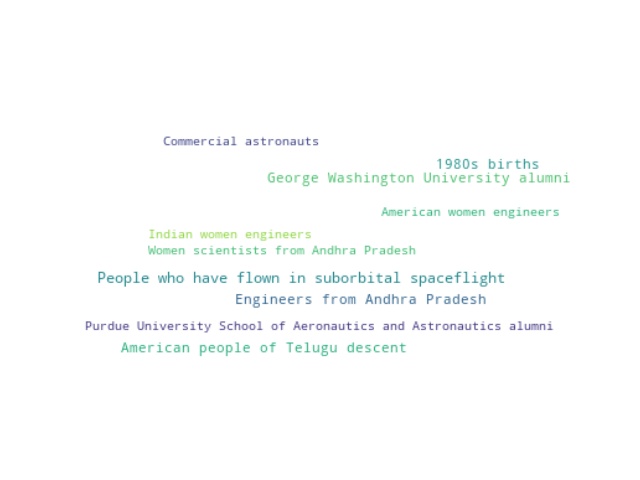 Commercial astronauts
1980s births
George Washington University alumni
American women engineers
Indian women engineers
Women scientists from Andhra Pradesh
People who have flown in suborbital spaceflight
Engineers from Andhra Pradesh
Purdue University School of Aeronautics and Astronautics alumni
American people of Telugu descent